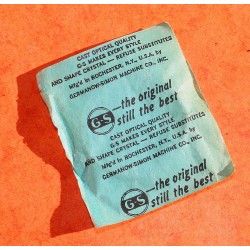 CAST OPTICAL QUALITY
G-S MAKES EVERY STYLE
AND SHAPE CRYSTAL — REFUSE SUBSTITUTES
Mfg'd in ROCHESTER, N.Y., U.S.A. by
GERMANOW-SIMON MACHINE CO., INC.
G-S
—the original
still the best
CAST OPTICAL QUALITY
G-S MAKES EVERY STYLE
AND SHAPE CRYSTAL — REFUSE SUBSTITUTES
Mfg'd in ROCHESTER, N.Y., U.S.A. by
GERMANOW-SIMON MACHINE CO., INC.
G-S
—the original
still the best